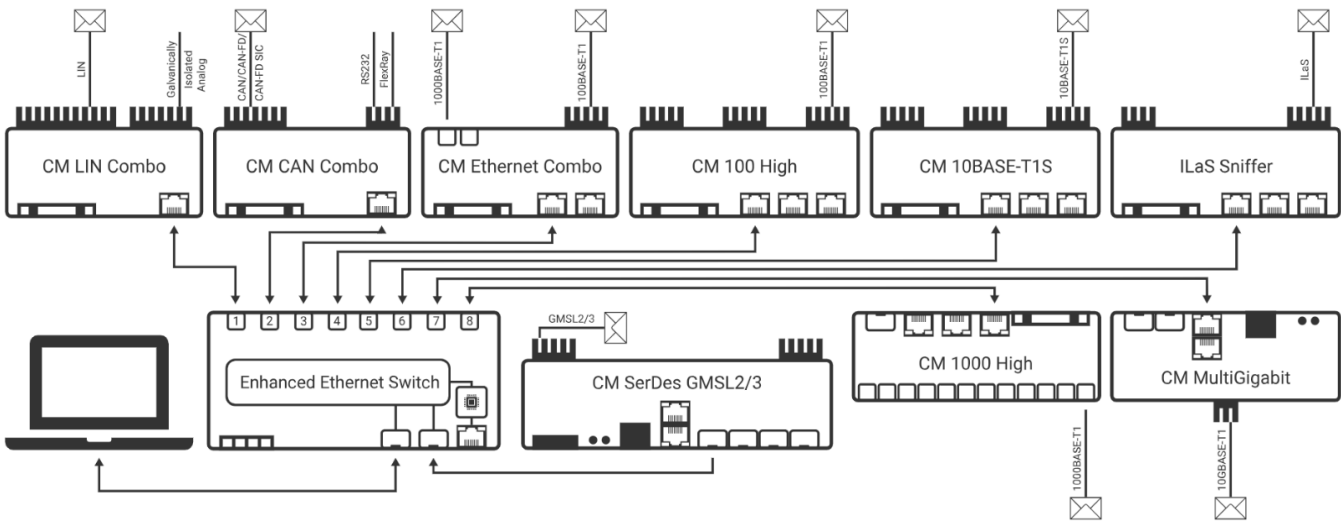 LIN
Galvanically
Isolated
Analog
CAN/CAN-FD/
CAN-FD SIC
RS232
FlexRay
1000BASE-T1
100BASE-T1
100BASE-T1
10BASE-T1S
ILaS
CM LIN Combo
CM CAN Combo
CM Ethernet Combo
CM 100 High
CM 10BASE-T1S
ILaS Sniffer
1 2 3 4 5 6 7 8
GMSL2/3
Enhanced Ethernet Switch
CM SerDes GMSL2/3
CM 1000 High
CM MultiGigabit
1000BASE-T1
10GBASE-T1